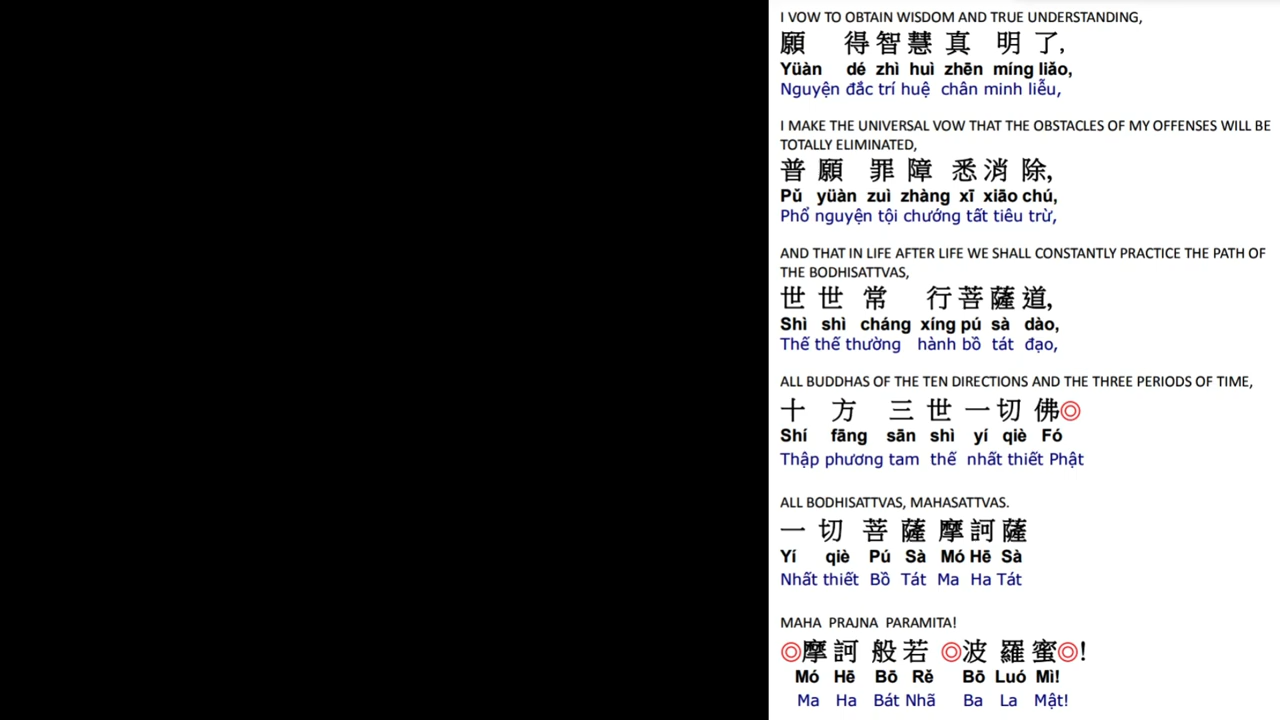 I VOW TO OBTAIN WISDOM AND TRUE UNDERSTANDING,
願 得 智 慧 真 明 了,
Yüàn dé zhì huì zhēn míng liǎo,
Nguyện đắc trí huệ chân minh liễu,
I MAKE THE UNIVERSAL VOW THAT THE OBSTACLES OF MY OFFENSES WILL BE
TOTALLY ELIMINATED,
普 願 罪 障 悉 消 除,
Pǔ yüàn zuì zhàng xī xiāo chú,
Phổ nguyện tội chướng tất tiêu trừ,
AND THAT IN LIFE AFTER LIFE WE SHALL CONSTANTLY PRACTICE THE PATH OF
THE BODHISATTVAS,
世 世 常 行 菩 薩 道,
Shì shì cháng xíng pú sà dào,
Thế thế thường hành bồ tát đạo,
ALL BUDDHAS OF THE TEN DIRECTIONS AND THE THREE PERIODS OF TIME,
十 方 三 世 一 切 佛◎
Shí fāng sān shì yí qiè Fó
Thập phương tam thế nhất thiết Phật
ALL BODHISATTVAS, MAHASATTVAS.
一 切 菩 薩 摩 訶 薩
Yí qiè Pú Sà Mó Hē Sà
Nhất thiết Bồ Tát Ma Ha Tát
MAHA PRAJNA PARAMITA!
◎摩 訶 般 若 ◎波 羅 蜜◎!
Mó Hē Bō Rě Bō Luó Mì!
Ma Ha Bát Nhã Ba La Mật!